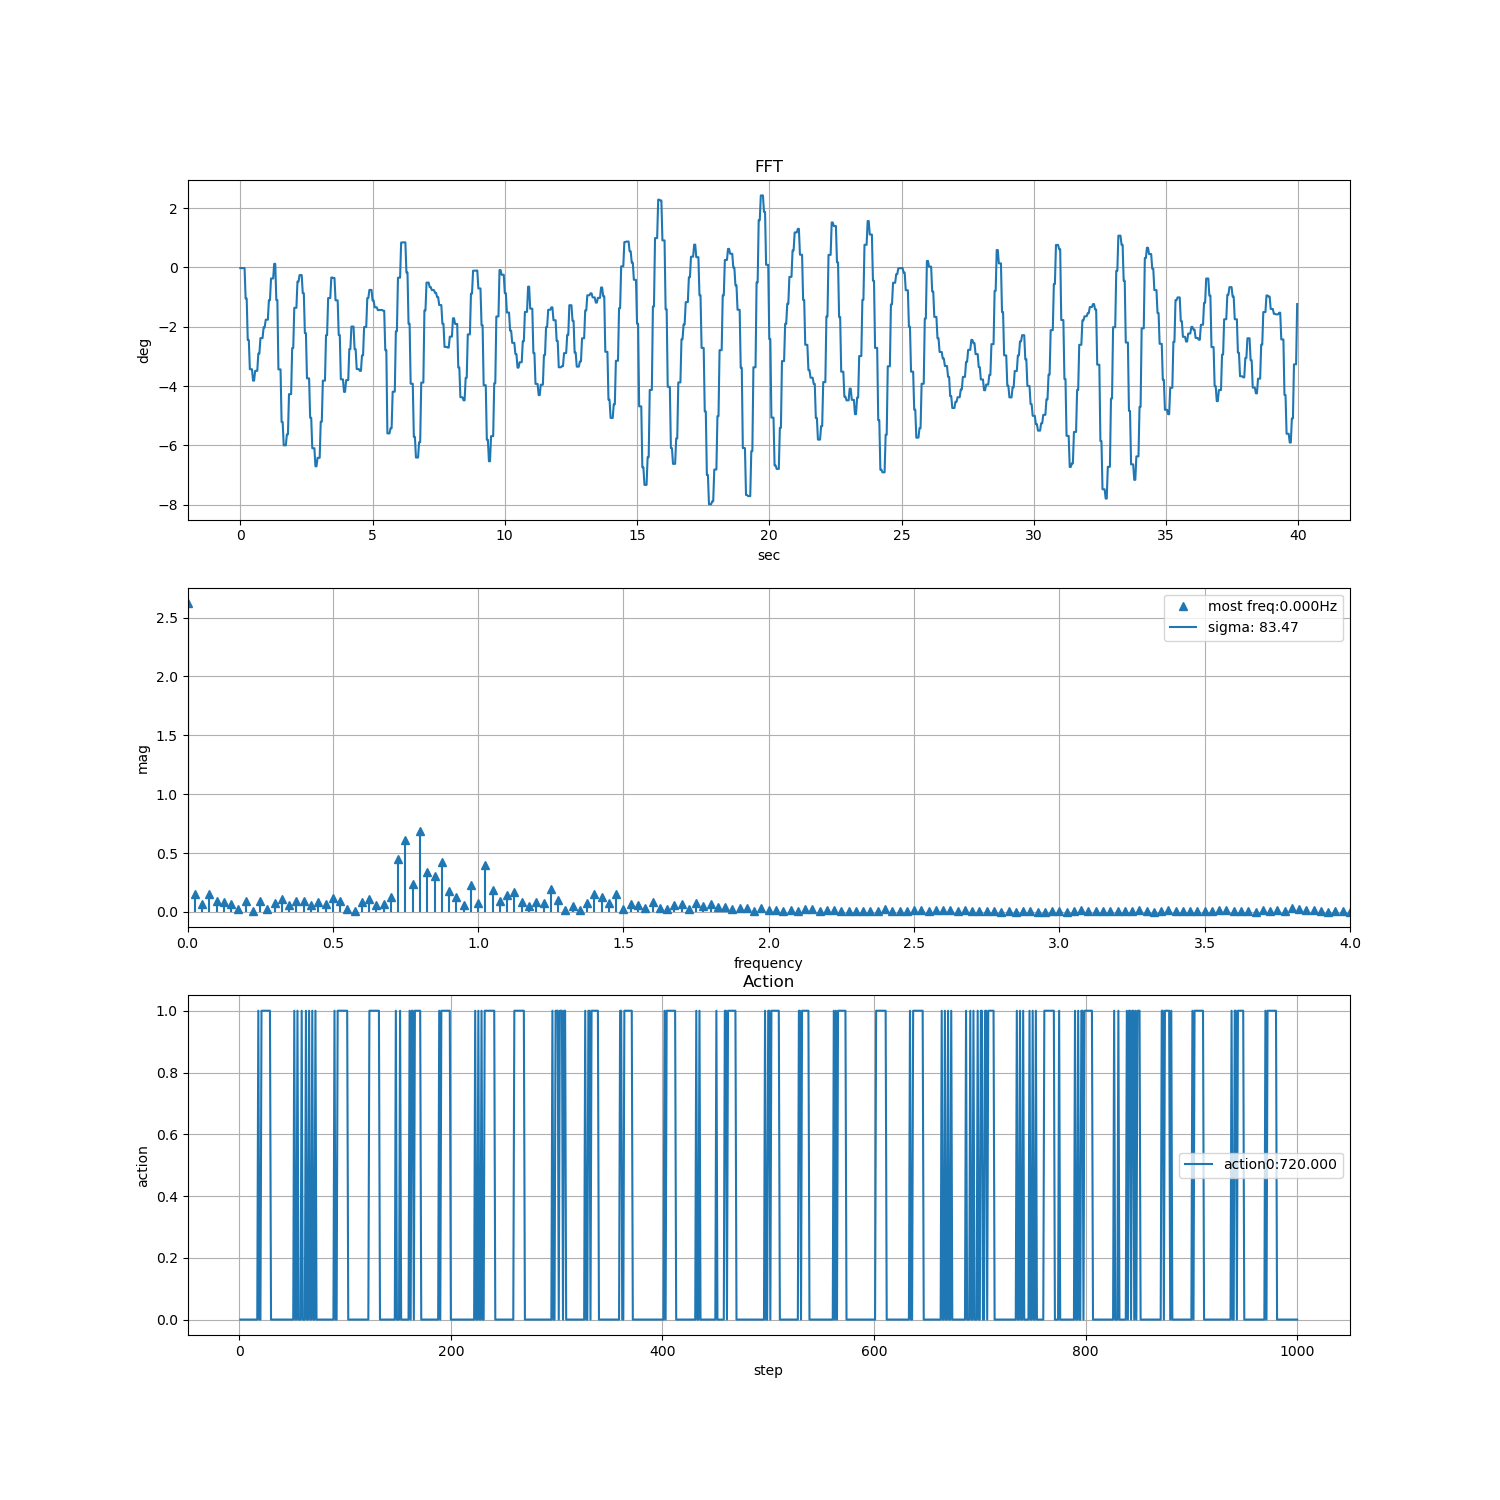 FFT
2
0
−2
−4
−6
−8
deg
0 5 10 15 20 25 30 35 40
sec
most freq:0.000Hz
sigma: 83.47
2.5
2.0
1.5
1.0
0.5
0.0
mag
0.0 0.5 1.0 1.5 2.0 2.5 3.0 3.5 4.0
frequency
Action
1.0
0.8
0.6
0.4
0.2
0.0
action
action0:720.000
0 200 400 600 800 1000
step